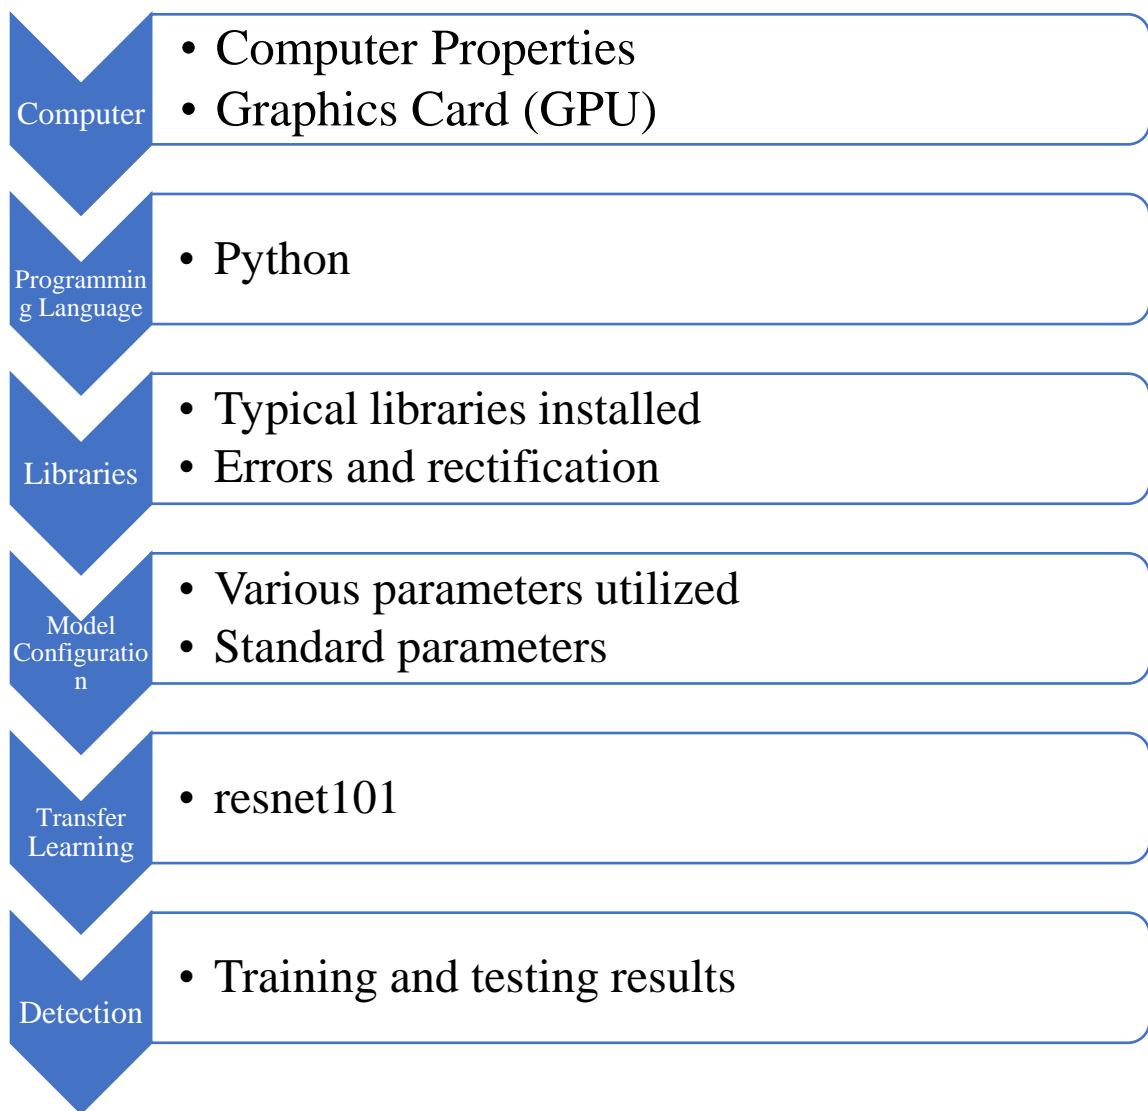 Computer
• Computer Properties
• Graphics Card (GPU)
Programmin
g Language
• Python
Libraries
• Typical libraries installed
• Errors and rectification
Model
Configuratio
n
• Various parameters utilized
• Standard parameters
Transfer
Learning
• resnet101
Detection
• Training and testing results